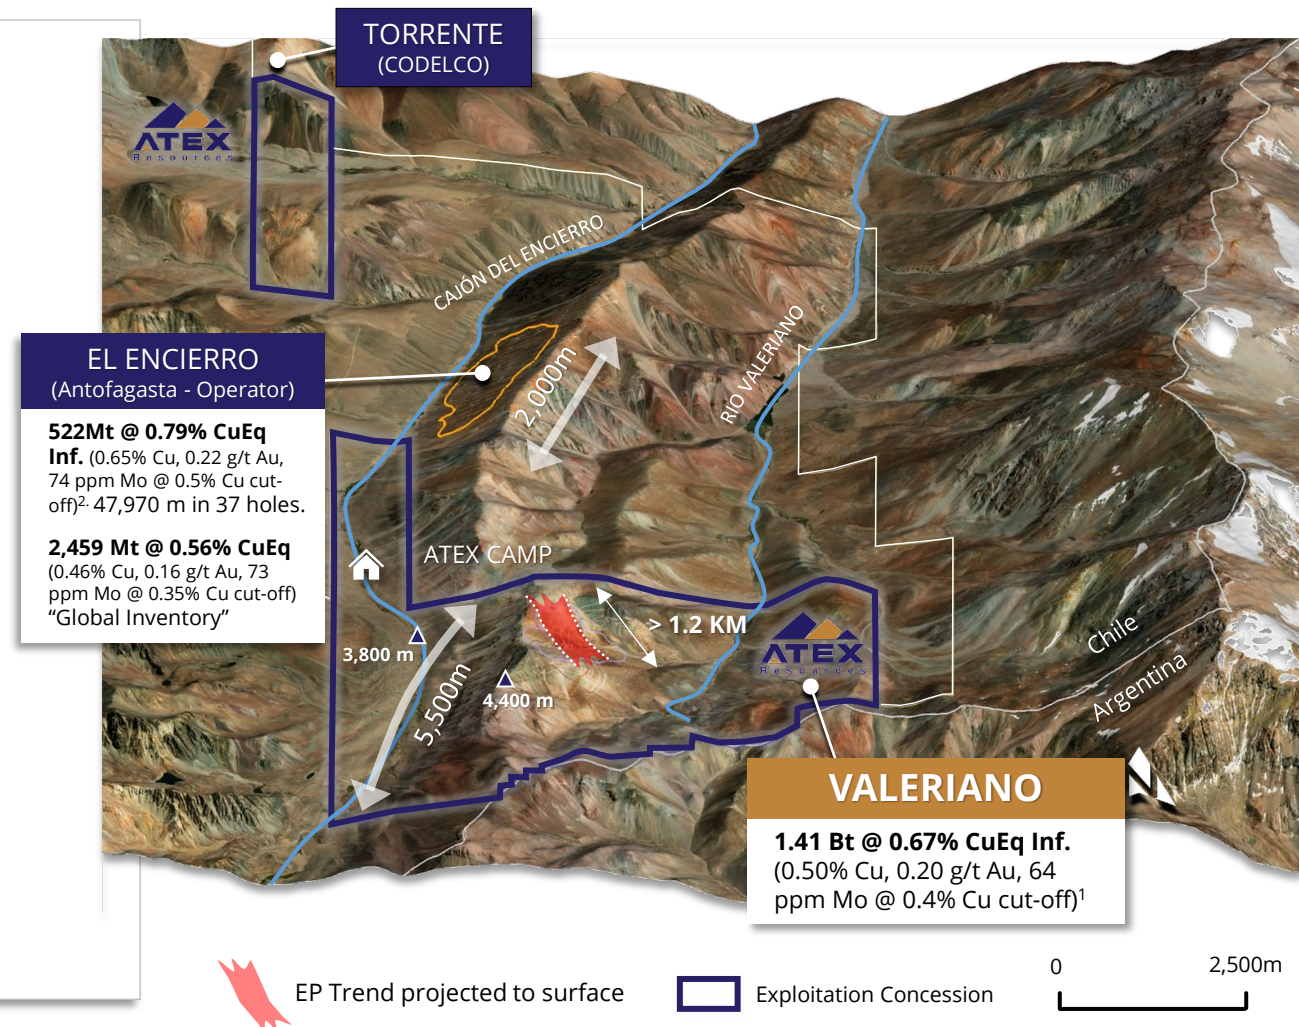 TORRENTE
(CODELCO)
ATEX
Resources
CAJÓN DEL ENCIERRO
RIO VALERIANO
2,000m
EL ENCIERRO
(Antofagasta - Operator)
522Mt @ 0.79% CuEq
Inf. (0.65% Cu, 0.22 g/t Au,
74 ppm Mo @ 0.5% Cu cut-
off)2. 47,970 m in 37 holes.
2,459 Mt @ 0.56% CuEq
(0.46% Cu, 0.16 g/t Au, 73
ppm Mo @ 0.35% Cu cut-off)
“Global Inventory”
ATEX CAMP
> 1.2 KM
3,800 m
4,400 m
5,500m
ATEX
Resources
Chile
Argentina
N
VALERIANO
1.41 Bt @ 0.67% CuEq Inf.
(0.50% Cu, 0.20 g/t Au, 64
ppm Mo @ 0.4% Cu cut-off)1
EP Trend projected to surface
Exploitation Concession
0
2,500m